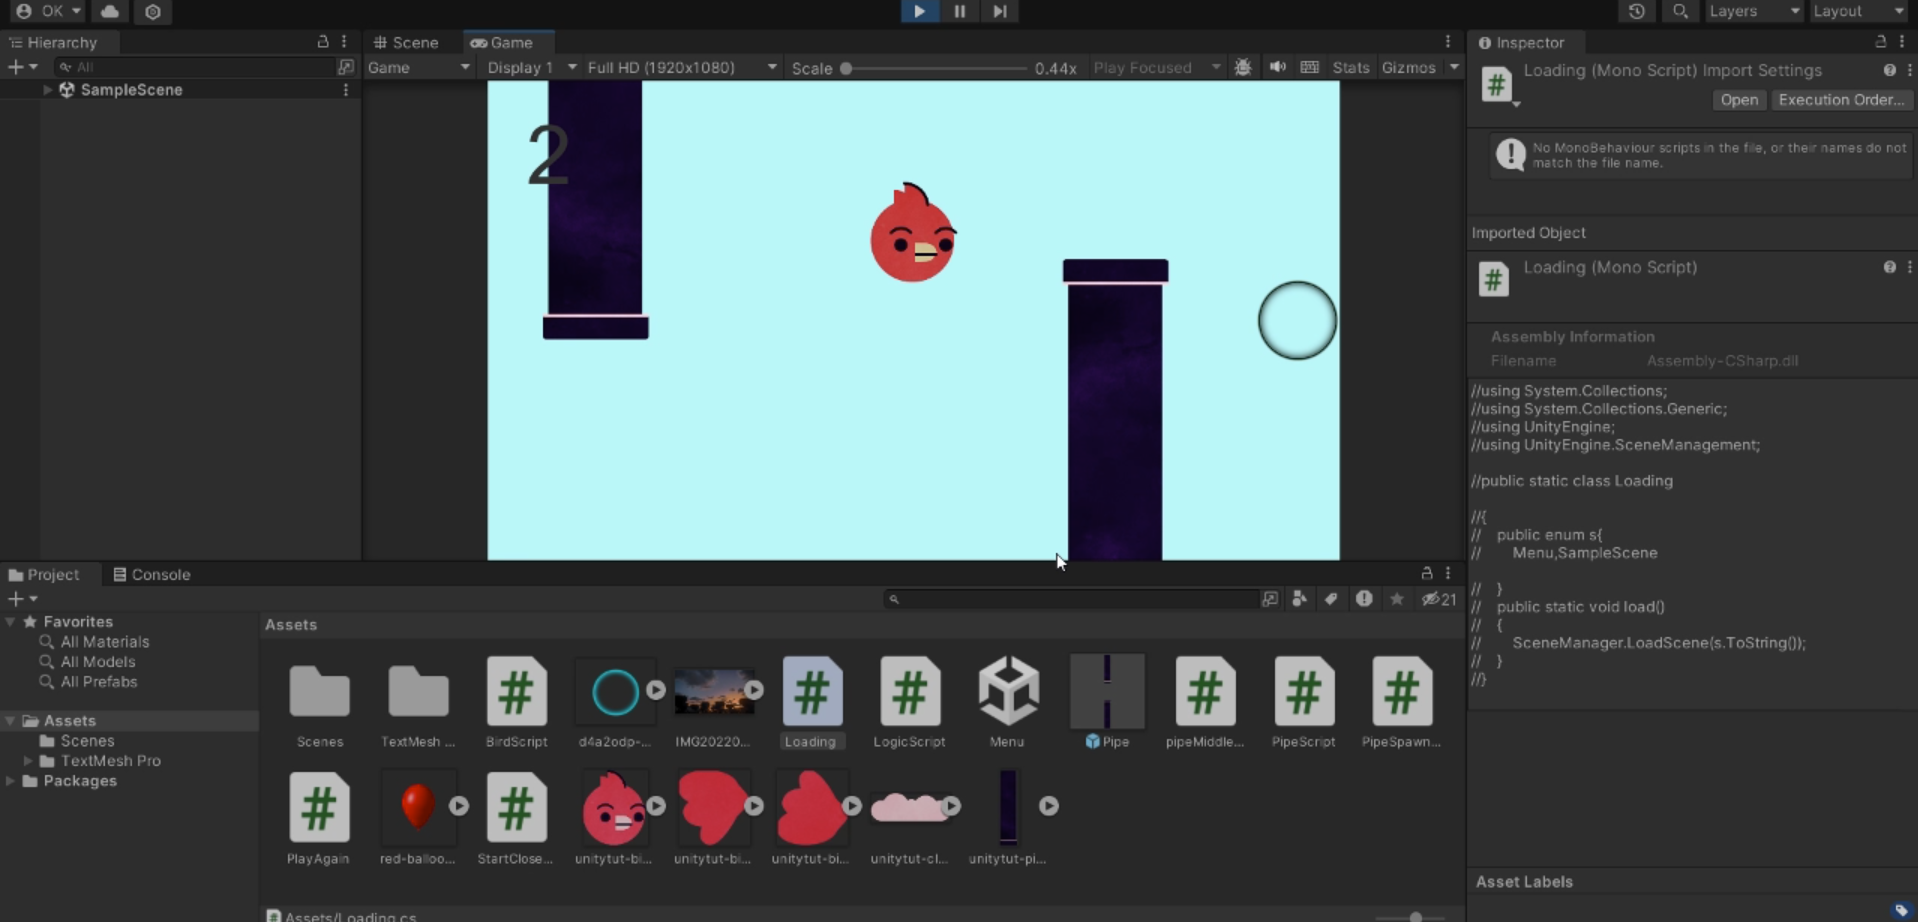 OK
Layers
Layout
Hierarchy
All
SampleScene
Scene
Game
Game
Display 1
Full HD (1920x1080)
Scale
0.44x
Play Focused
Stats
Gizmos
2
Inspector
Loading (Mono Script) Import Settings
Open
Execution Order...
No MonoBehaviour scripts in the file, or their names do not
match the file name.
Imported Object
Loading (Mono Script)
Assembly Information
Filename Assembly-CSharp.dll
//using System.Collections;
//using System.Collections.Generic;
//using UnityEngine;
//using UnityEngine.SceneManagement;
//public static class Loading
//{
// public enum s{
// Menu,SampleScene
// }
// public static void load()
// {
// SceneManager.LoadScene(s.ToString());
// }
//}
Asset Labels
Project
Console
21
Favorites
All Materials
All Models
All Prefabs
Assets
Scenes
TextMesh Pro
Packages
Assets
Scenes
TextMesh ...
BirdScript
d4a2odp-...
IMG20220...
Loading
LogicScript
Menu
Pipe
pipeMiddle...
PipeScript
PipeSpawn...
PlayAgain
red-balloo...
StartClose...
unitytut-bi...
unitytut-bi...
unitytut-bi...
unitytut-cl...
unitytut-pi...
Assets/Loading.cs